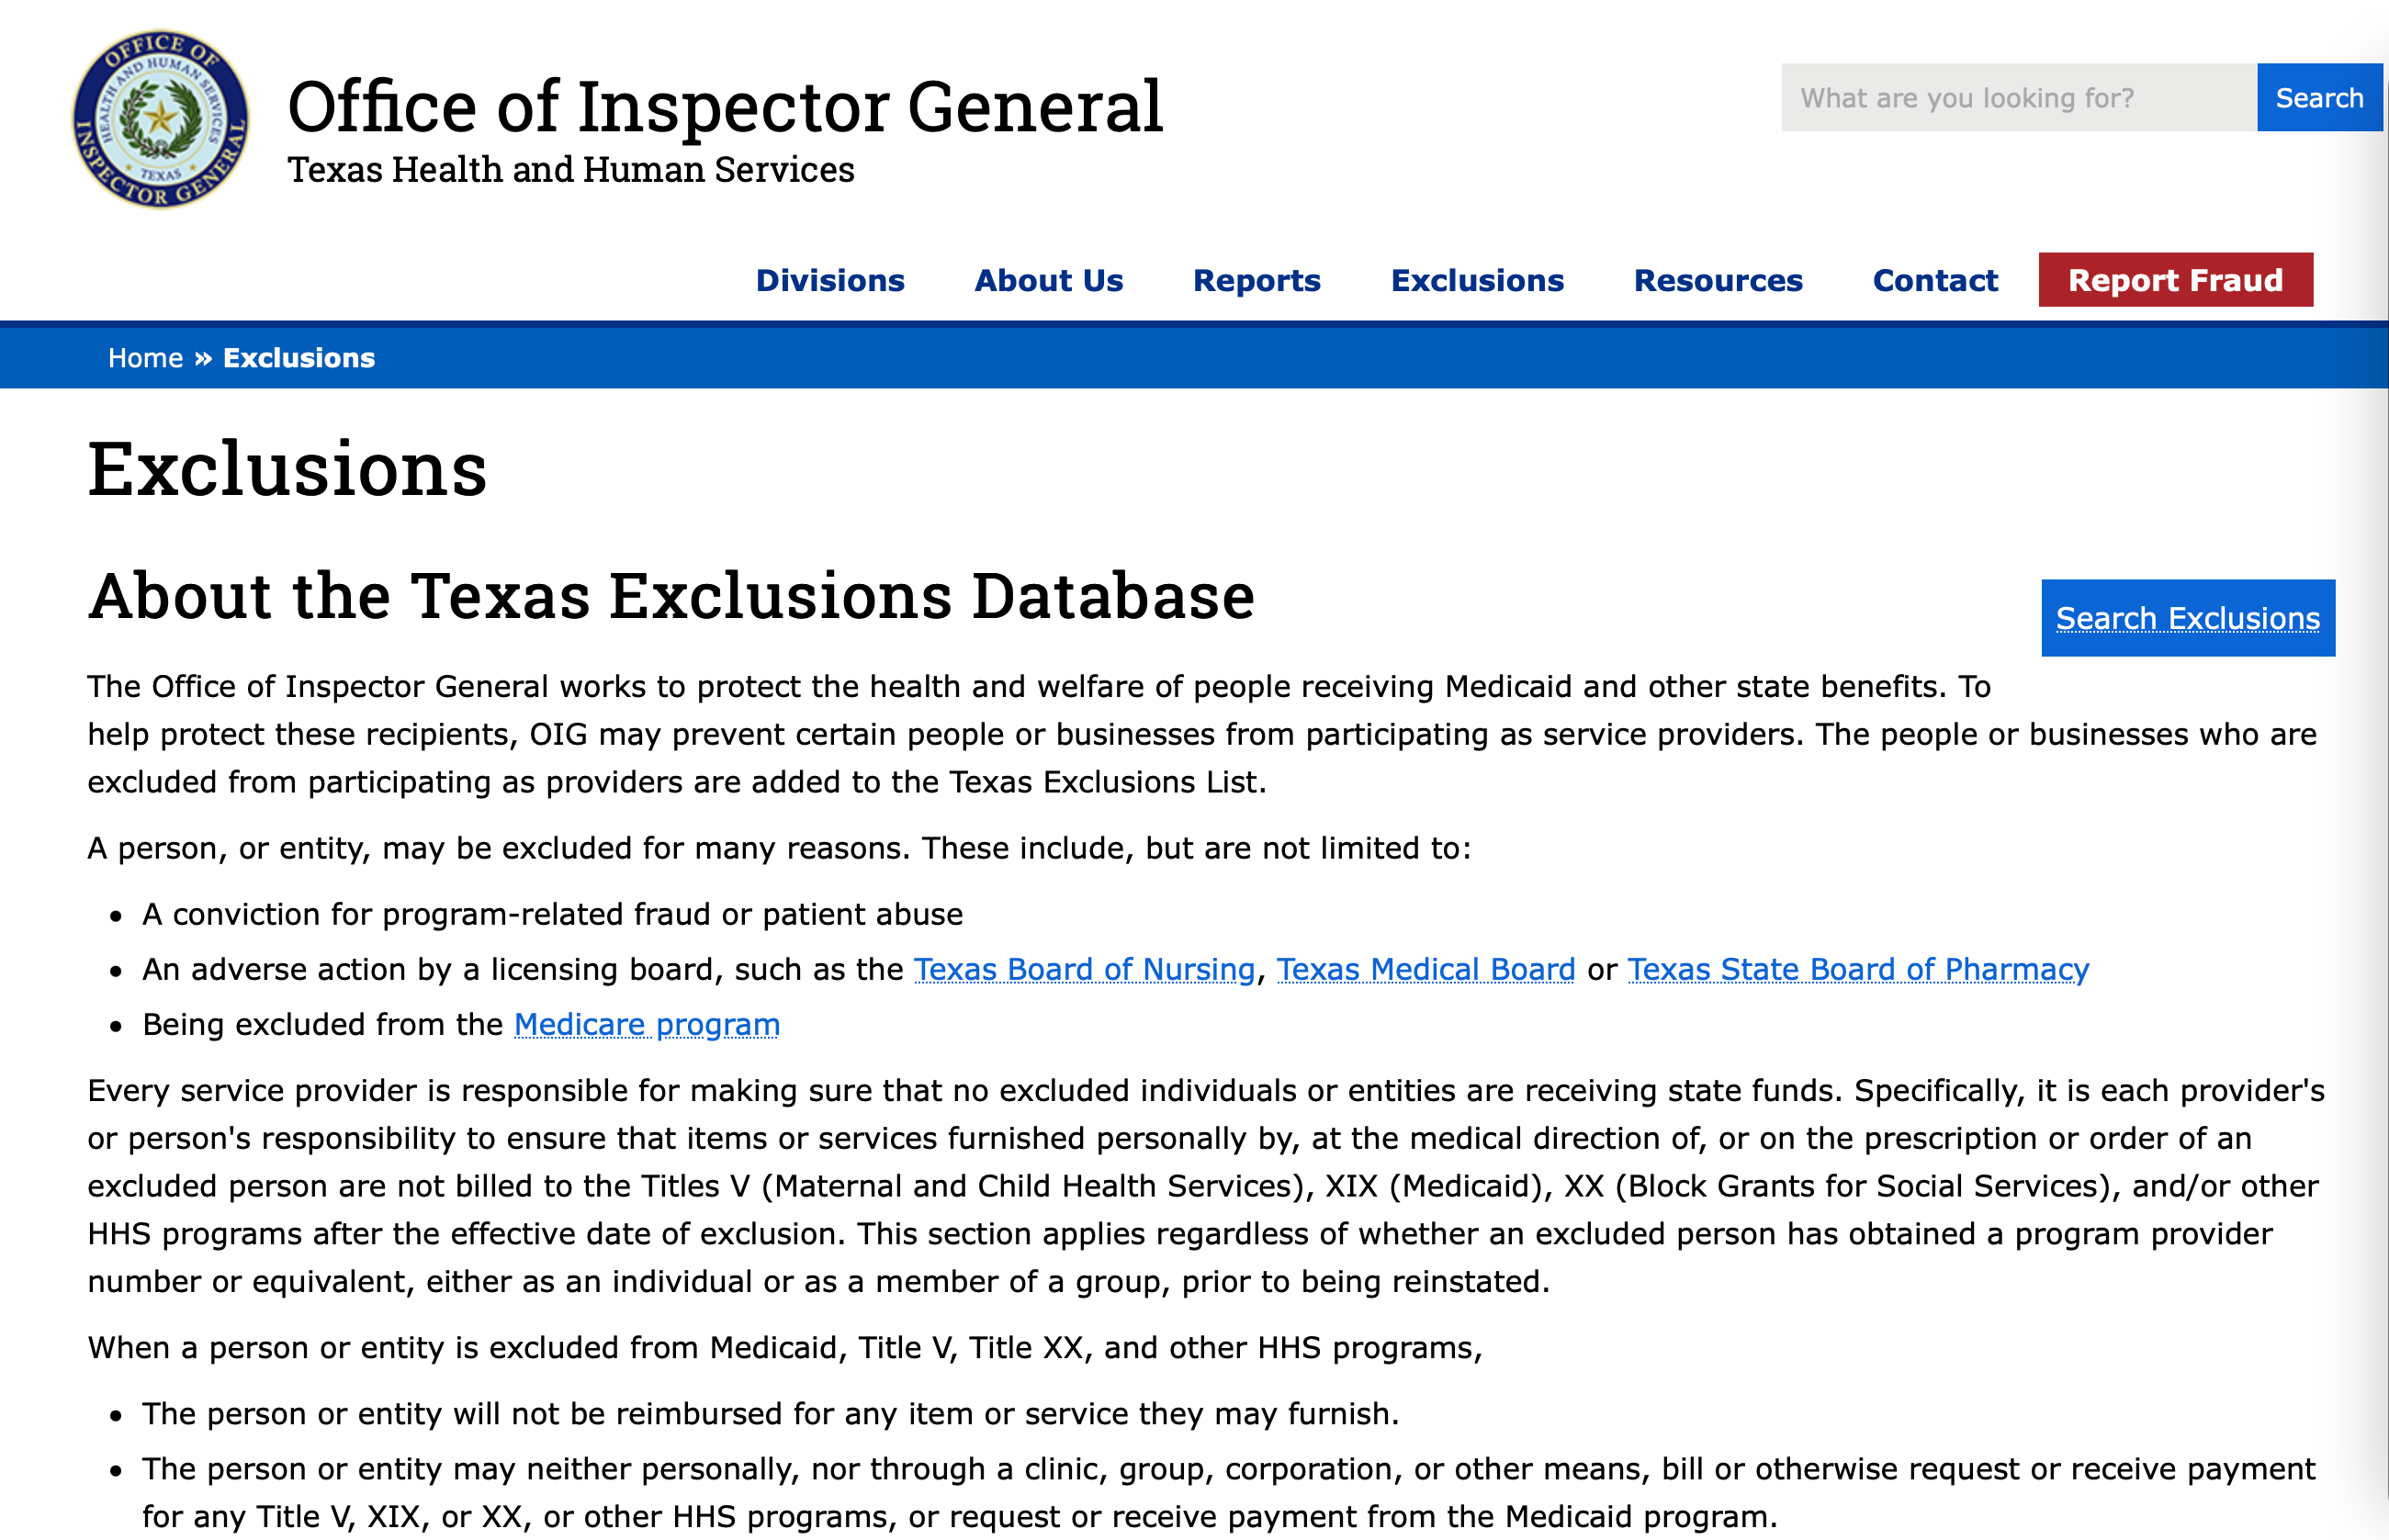 OFFICE OF
INSPECTOR GENERAL
HEALTH AND HUMAN SERVICES
TEXAS
Office of Inspector General
Texas Health and Human Services
What are you looking for?
Search
Divisions
About Us
Reports
Exclusions
Resources
Contact
Report Fraud
Home » Exclusions
Exclusions
About the Texas Exclusions Database
Search Exclusions
The Office of Inspector General works to protect the health and welfare of people receiving Medicaid and other state benefits. To
help protect these recipients, OIG may prevent certain people or businesses from participating as service providers. The people or businesses who are
excluded from participating as providers are added to the Texas Exclusions List.
A person, or entity, may be excluded for many reasons. These include, but are not limited to:
• A conviction for program-related fraud or patient abuse
• An adverse action by a licensing board, such as the Texas Board of Nursing, Texas Medical Board or Texas State Board of Pharmacy
• Being excluded from the Medicare program
Every service provider is responsible for making sure that no excluded individuals or entities are receiving state funds. Specifically, it is each provider's
or person's responsibility to ensure that items or services furnished personally by, at the medical direction of, or on the prescription or order of an
excluded person are not billed to the Titles V (Maternal and Child Health Services), XIX (Medicaid), XX (Block Grants for Social Services), and/or other
HHS programs after the effective date of exclusion. This section applies regardless of whether an excluded person has obtained a program provider
number or equivalent, either as an individual or as a member of a group, prior to being reinstated.
When a person or entity is excluded from Medicaid, Title V, Title XX, and other HHS programs,
• The person or entity will not be reimbursed for any item or service they may furnish.
• The person or entity may neither personally, nor through a clinic, group, corporation, or other means, bill or otherwise request or receive payment
for any Title V, XIX, or XX, or other HHS programs, or request or receive payment from the Medicaid program.